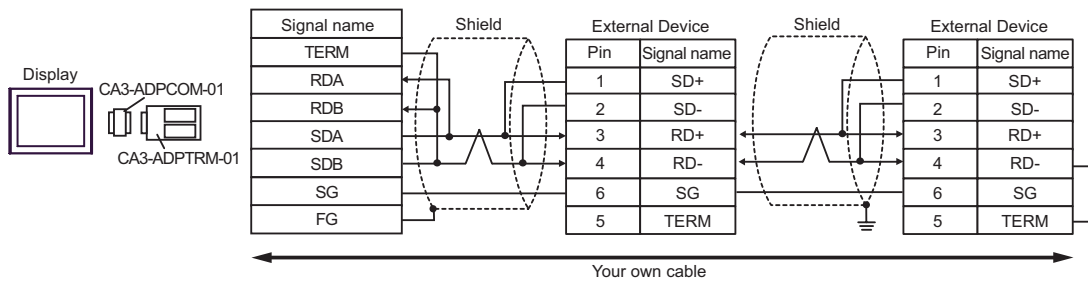 Display
CA3-ADPCOM-01
CA3-ADPTRM-01
Signal name
TERM
RDA
RDB
SDA
SDB
SG
FG
Shield
External Device
Pin Signal name
1 SD+
2 SD-
3 RD+
4 RD-
6 SG
5 TERM
Shield
External Device
Pin Signal name
1 SD+
2 SD-
3 RD+
4 RD-
6 SG
5 TERM
Your own cable